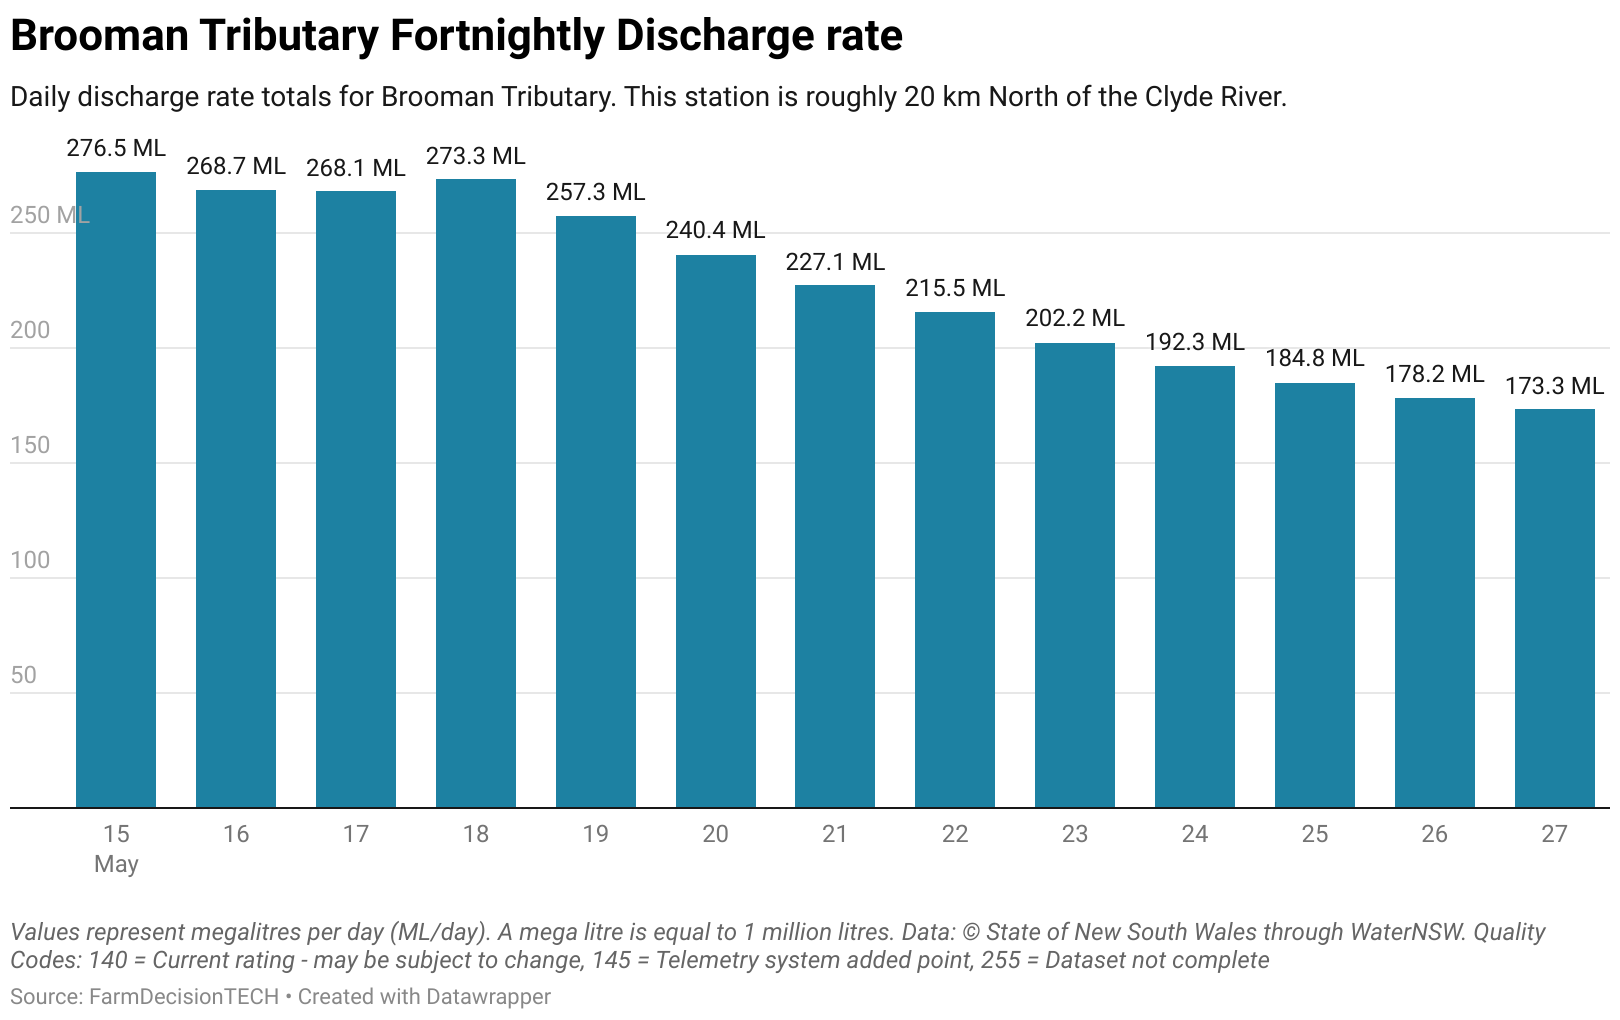 Brooman Tributary Fortnightly Discharge rate
Daily discharge rate totals for Brooman Tributary. This station is roughly 20 km North of the Clyde River.
276.5 ML
268.7 ML
268.1 ML
273.3 ML
257.3 ML
240.4 ML
227.1 ML
215.5 ML
202.2 ML
192.3 ML
184.8 ML
178.2 ML
173.3 ML
250 ML
200
150
100
50
15 16 17 18 19 20 21 22 23 24 25 26 27
May
Values represent megalitres per day (ML/day). A mega litre is equal to 1 million litres. Data: © State of New South Wales through WaterNSW. Quality
Codes: 140 = Current rating - may be subject to change, 145 = Telemetry system added point, 255 = Dataset not complete
Source: FarmDecisionTECH • Created with Datawrapper